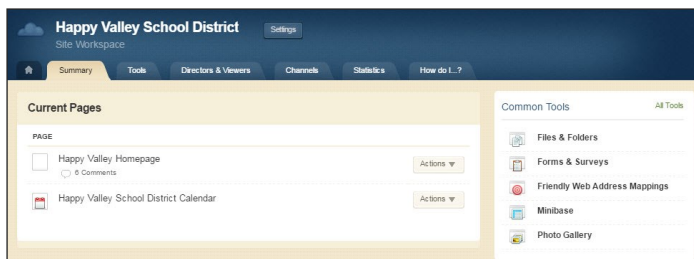 Happy Valley School District
Settings
Site Workspace
Summary
Tools
Directors & Viewers
Channels
Statistics
How do I...?
Current Pages
PAGE
Happy Valley Homepage
6 Comments
Actions
Happy Valley School District Calendar
Actions
Common Tools
All Tools
Files & Folders
Forms & Surveys
Friendly Web Address Mappings
Minibase
Photo Gallery